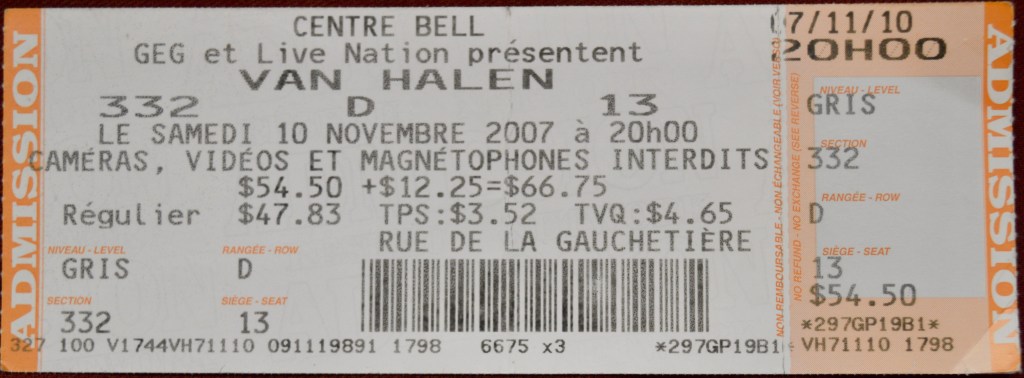 ADMISSION
CENTRE BELL
GEG et Live Nation présentent
VAN HALEN
332 D 13
LE SAMEDI 10 NOVEMBRE 2007 à 20h00
CAMÉRAS, VIDÉOS ET MAGNÉTOPHONES INTERDITS
$54.50 +$12.25=$66.75
Régulier $47.83 TPS:$3.52 TVQ:$4.65
RUE DE LA GAUCHETIÈRE
NIVEAU - LEVEL RANGÉE - ROW
GRIS D
SECTION SIÈGE - SEAT
332 13
327 100 V1744VH71110 091119891 1798 6675 x3 *297GP19B1
NON REMBOURSABLE - NON ÉCHANGEABLE (VOIR VERSO)
NO REFUND - NO EXCHANGE (SEE REVERSE)
07/11/10
20H00
NIVEAU - LEVEL
GRIS
SECTION
332
RANGÉE - ROW
D
SIÈGE - SEAT
13
$54.50
*297GP19B1*
VH71110 1798
ADMISSION